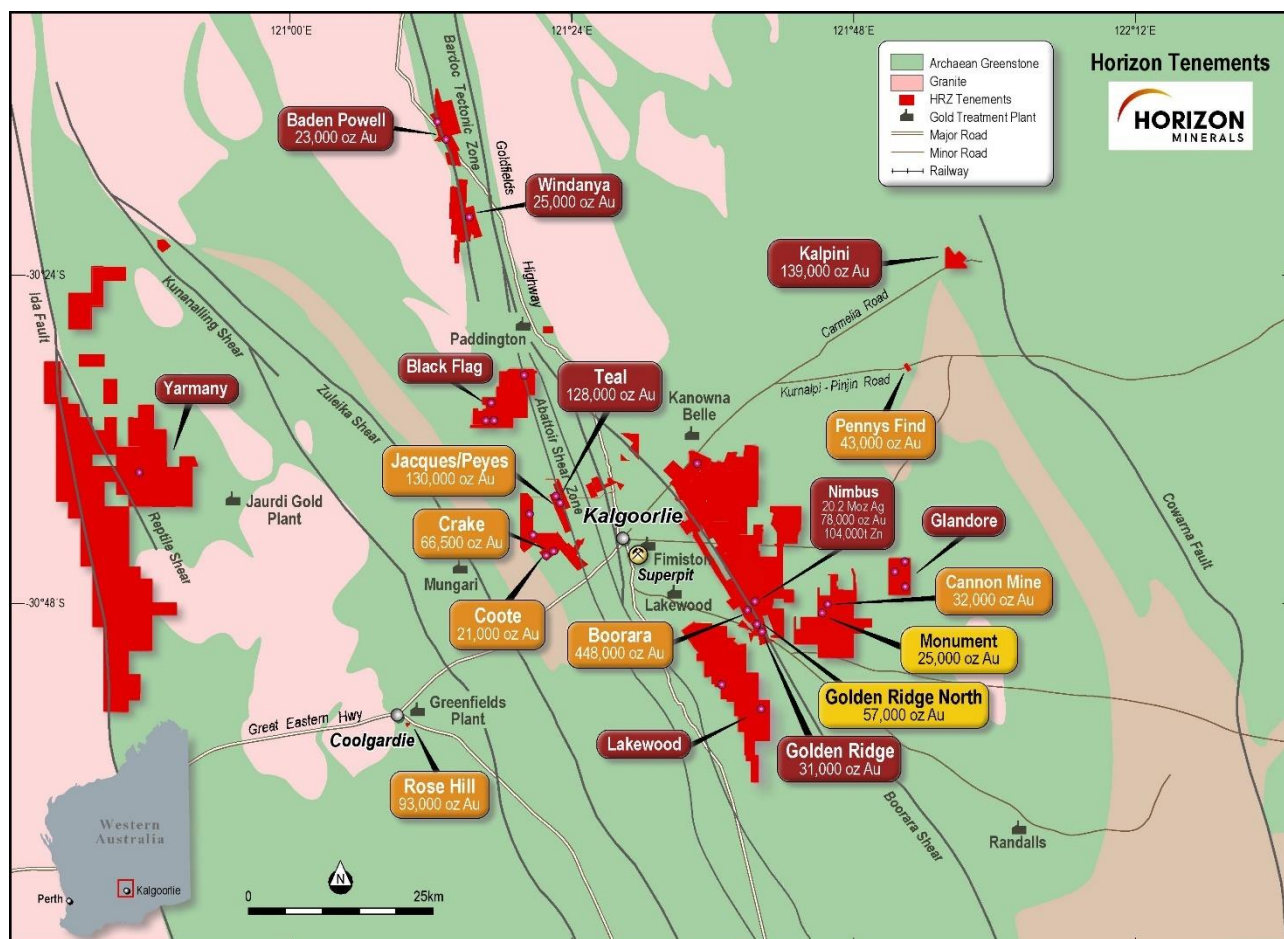 121°00'E
121°24'E
121°48'E
122°12'E
Horizon Tenements
HORIZON
MINERALS
Archaean Greenstone
Granite
HRZ Tenements
Gold Treatment Plant
Major Road
Minor Road
Railway
Bardoc Tectonic Zone
Goldfields
Highway
Baden Powell
23,000 oz Au
Windanya
25,000 oz Au
Kalpini
139,000 oz Au
-30°24'S
Ida Fault
Kunanalling Shear
Carmelia Road
Paddington
Zuleika Shear
Black Flag
Teal
128,000 oz Au
Kurnalpi - Pinjin Road
Yarmany
Abattoir Shear Zone
Kanowna
Belle
Pennys Find
43,000 oz Au
Jacques/Peyes
130,000 oz Au
Nimbus
20.2 Moz Ag
78,000 oz Au
104,000t Zn
Jaurdi Gold
Plant
Reptile Shear
Crake
66,500 oz Au
Kalgoorlie
Glandore
Cowarna Fault
Fimiston
Superpit
Mungari
Lakewood
Cannon Mine
32,000 oz Au
-30°48'S
Coote
21,000 oz Au
Boorara
448,000 oz Au
Monument
25,000 oz Au
Golden Ridge North
57,000 oz Au
Greenfields
Plant
Great Eastern Hwy
Coolgardie
Lakewood
Golden Ridge
31,000 oz Au
Rose Hill
93,000 oz Au
Boorara Shear
Randalls
Western
Australia
Perth
Kalgoorlie
N
0
25km